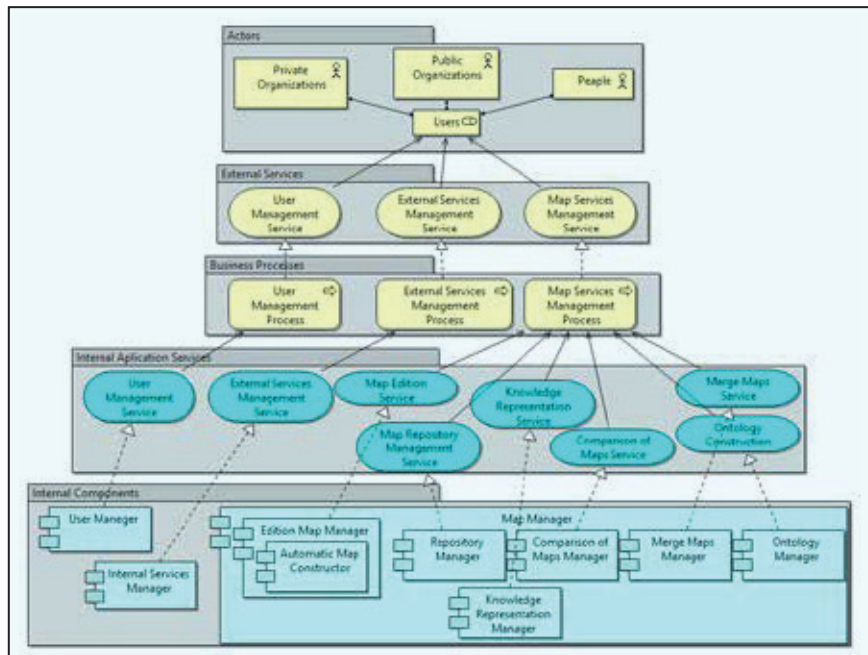 Actors
Private
Organizations
Public
Organizations
Peaple
Users
External Services
User
Management
Service
External Services
Management
Service
Map Services
Management
Service
Business Processes
User
Management
Process
External Services
Management
Process
Map Services
Management
Process
Internal Aplication Services
User
Management
Service
External Services
Management
Service
Map Edition
Service
Knowledge
Representation
Service
Merge Maps
Service
Map Repository
Management
Service
Comparison of
Maps Service
Ontology
Construction
Internal Components
Map Manager
User Maneger
Edition Map Manager
Automatic Map
Constructor
Repository
Manager
Comparison of
Maps Manager
Merge Maps
Manager
Ontology
Manager
Internal Services
Manager
Knowledge
Representation
Manager